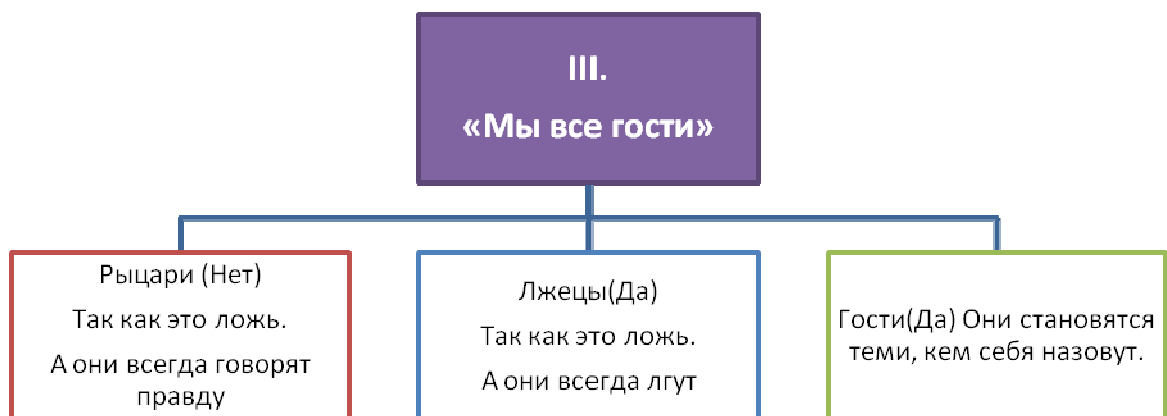 III.
«Мы все гости»
Рыцари (Нет)
Так как это ложь.
А они всегда говорят
правду
Лжецы(Да)
Так как это ложь.
А они всегда лгут
Гости(Да) Они становятся
теми, кем себя назовут.